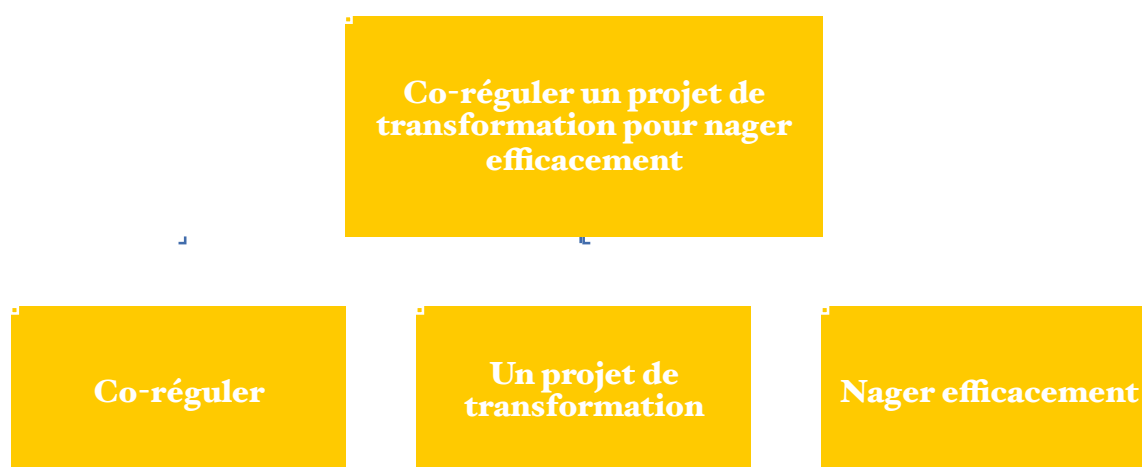 Co-réguler un projet de
transformation pour nager
efficacement
Co-réguler
Un projet de
transformation
Nager efficacement